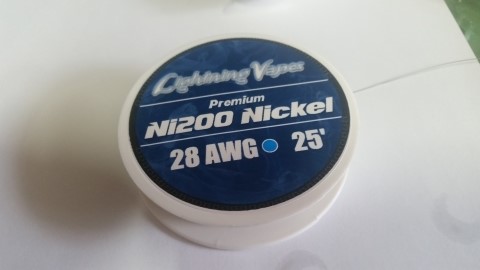 Lightning Vapes
Premium
Ni200 Nickel
28 AWG 25'